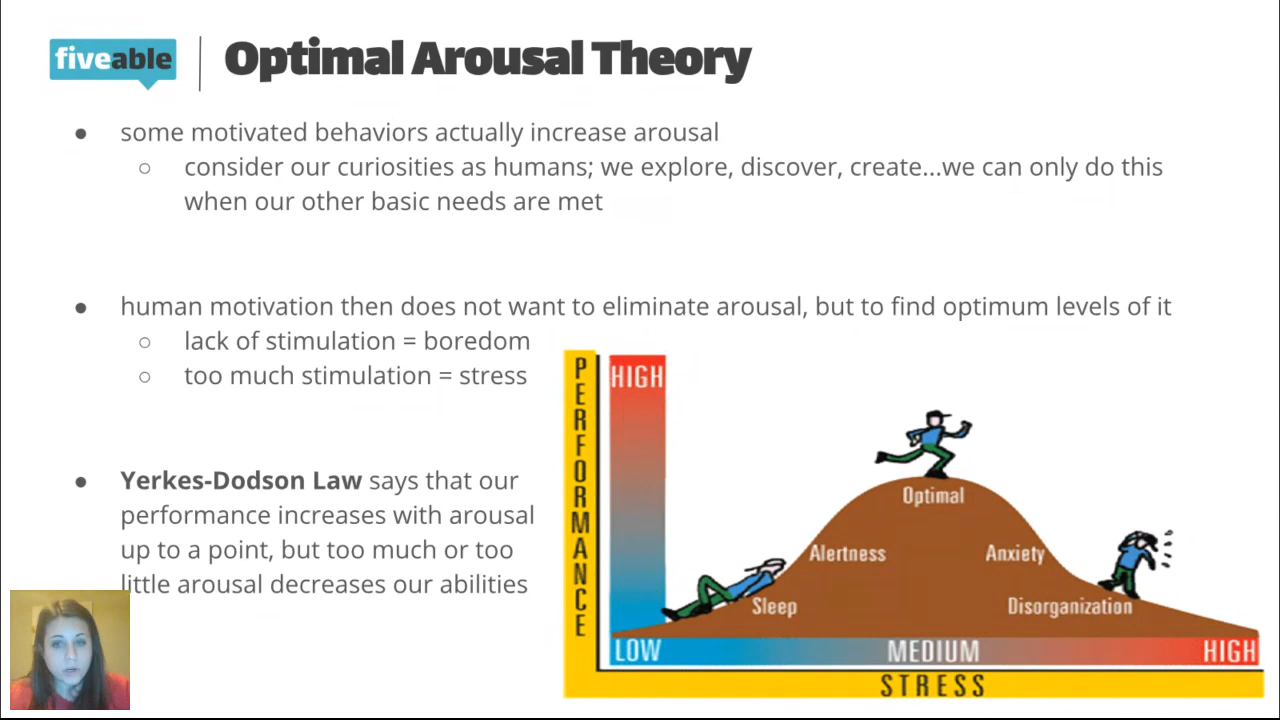 fiveable
Optimal Arousal Theory
● some motivated behaviors actually increase arousal
○ consider our curiosities as humans; we explore, discover, create...we can only do this
when our other basic needs are met
● human motivation then does not want to eliminate arousal, but to find optimum levels of it
○ lack of stimulation = boredom
○ too much stimulation = stress
● Yerkes-Dodson Law says that our
performance increases with arousal
up to a point, but too much or too
little arousal decreases our abilities
PERFORMANCE
HIGH
Optimal
Alertness
Anxiety
Sleep
Disorganization
LOW MEDIUM HIGH
STRESS